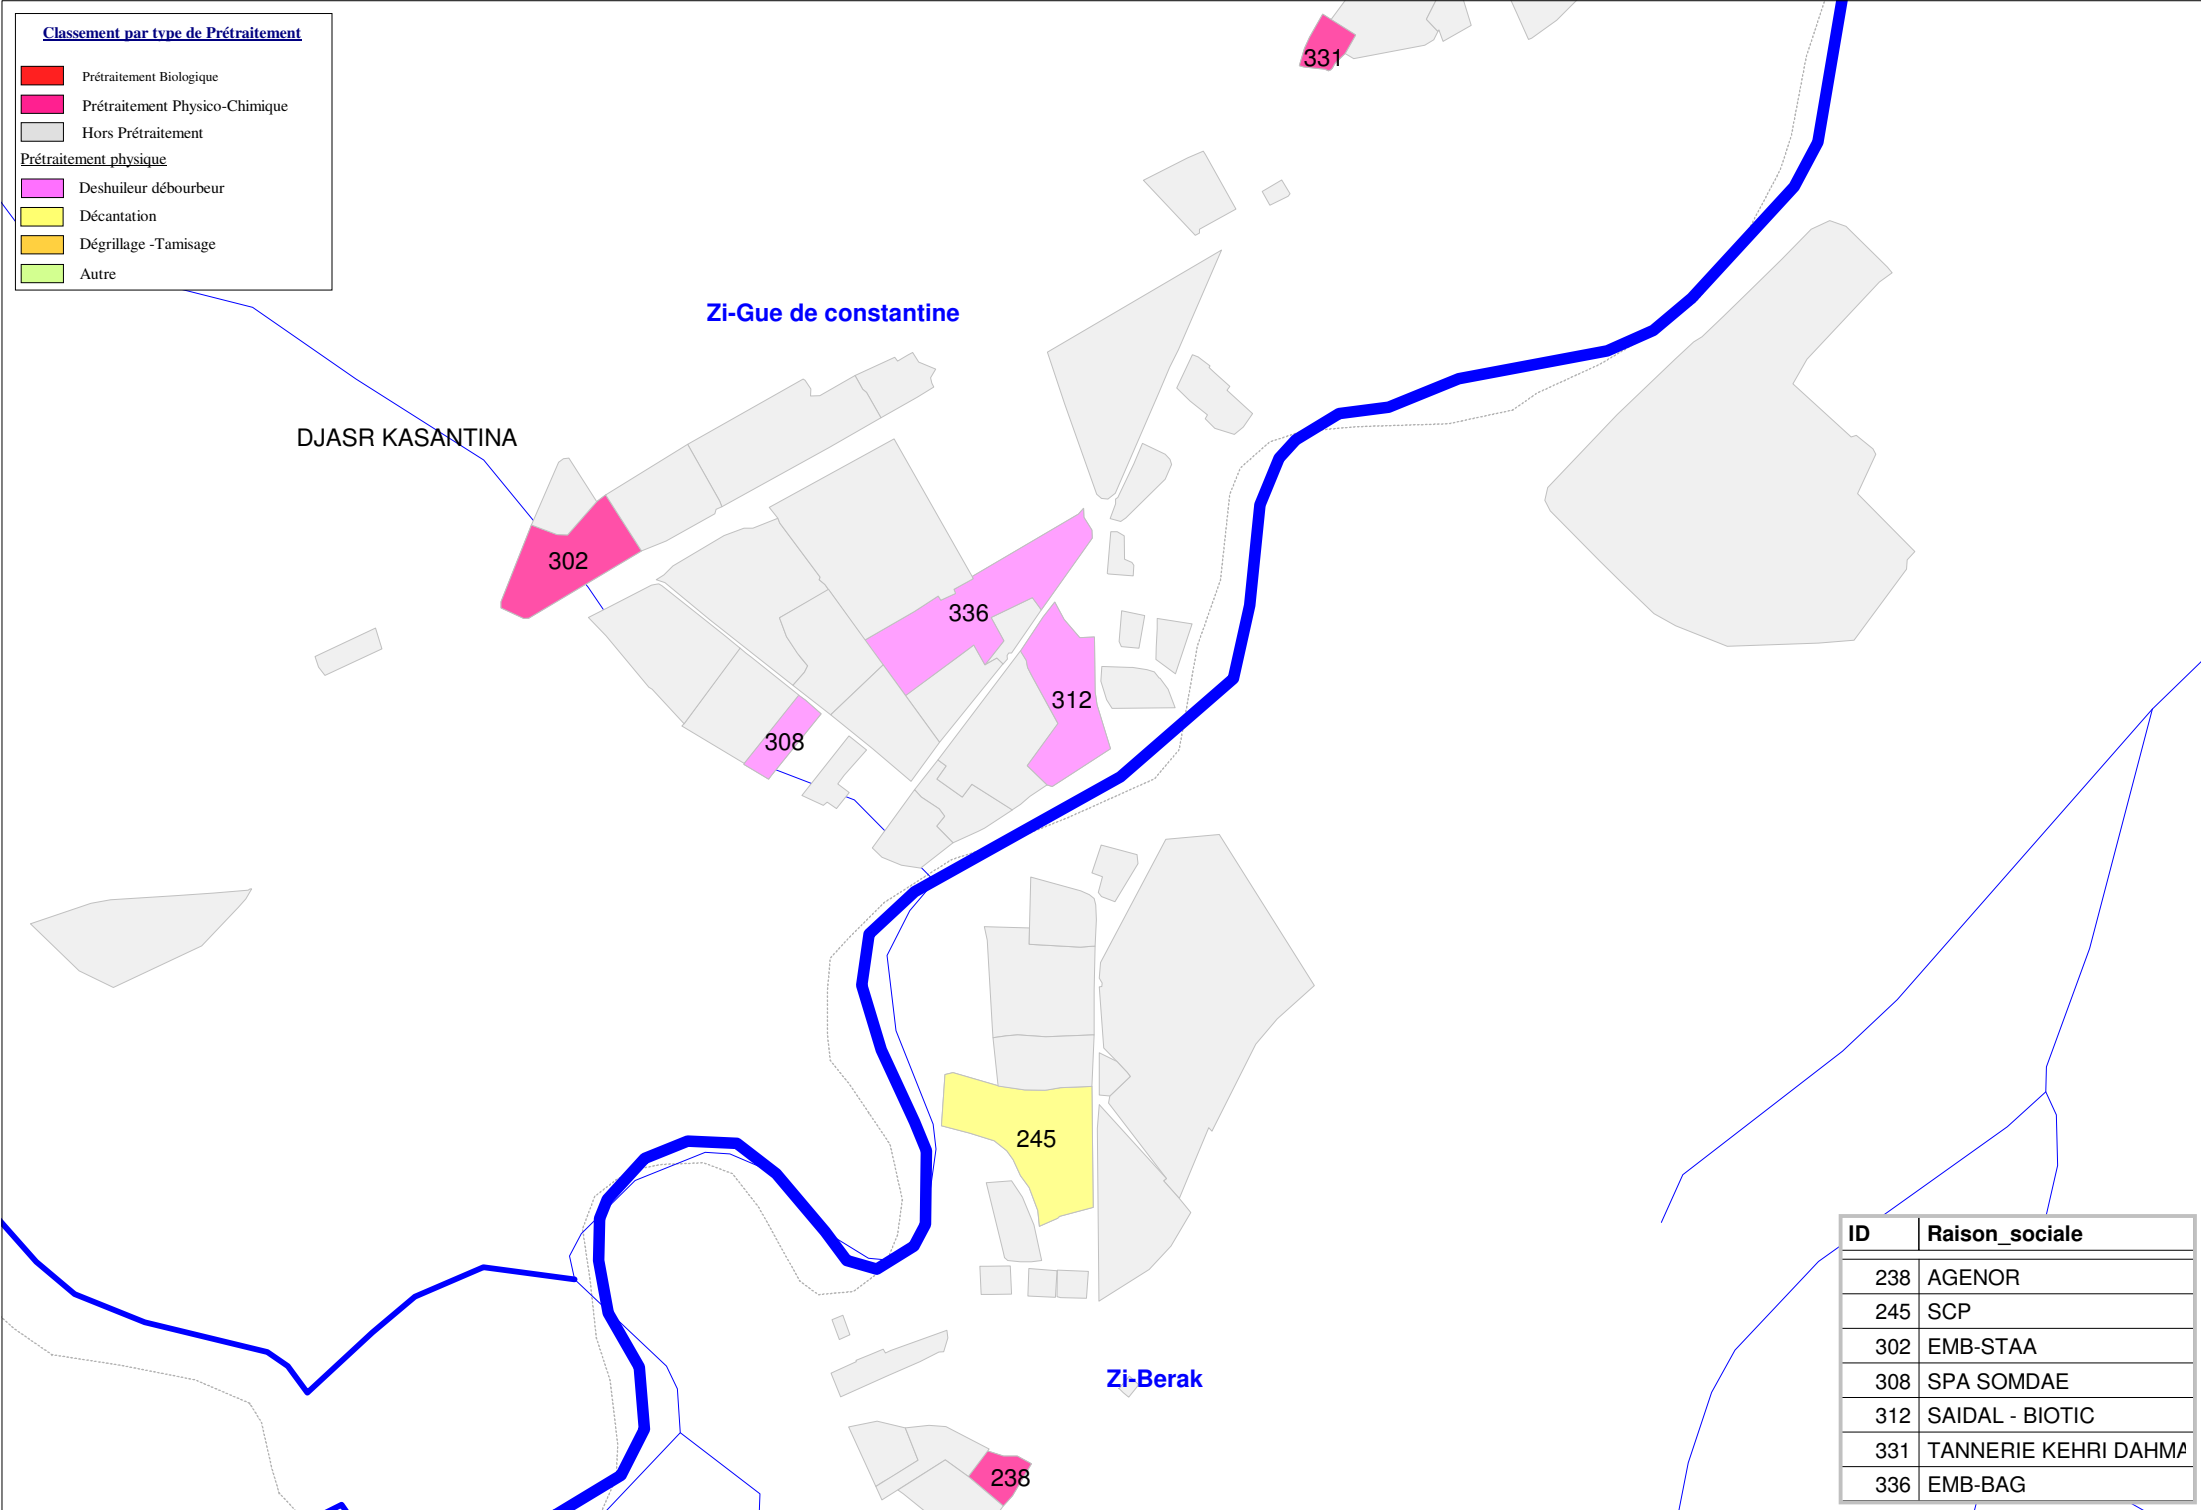 Classement par type de Prétraitement
Prétraitement Biologique
Prétraitement Physico-Chimique
Hors Prétraitement
Prétraitement physique
Deshuileur débourbeur
Décantation
Dégrillage -Tamisage
Autre
331
Zi-Gue de constantine
DJASR KASANTINA
302
336
312
308
245
Zi-Berak
238
ID Raison_sociale
238 AGENOR
245 SCP
302 EMB-STAA
308 SPA SOMDAE
312 SAIDAL - BIOTIC
331 TANNERIE KEHRI DAHMA
336 EMB-BAG